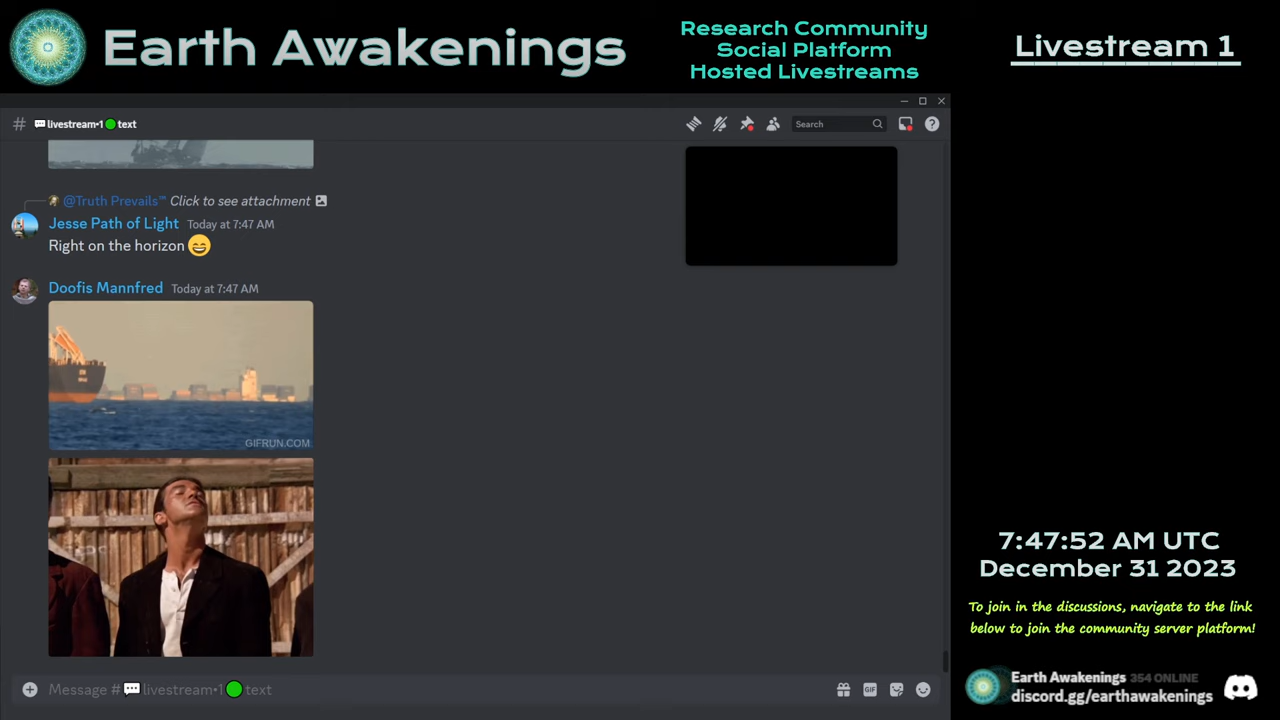 Earth Awakenings
Research Community
Social Platform
Hosted Livestreams
Livestream 1
# livestream•1 text
Search
@Truth Prevails™ Click to see attachment
Jesse Path of Light Today at 7:47 AM
Right on the horizon 😄
Doofis Mannfred Today at 7:47 AM
GIFRUN.COM
Message # livestream•1 text
GIF
7:47:52 AM UTC
December 31 2023
To join in the discussions, navigate to the link
below to join the community server platform!
Earth Awakenings 354 ONLINE
discord.gg/earthawakenings